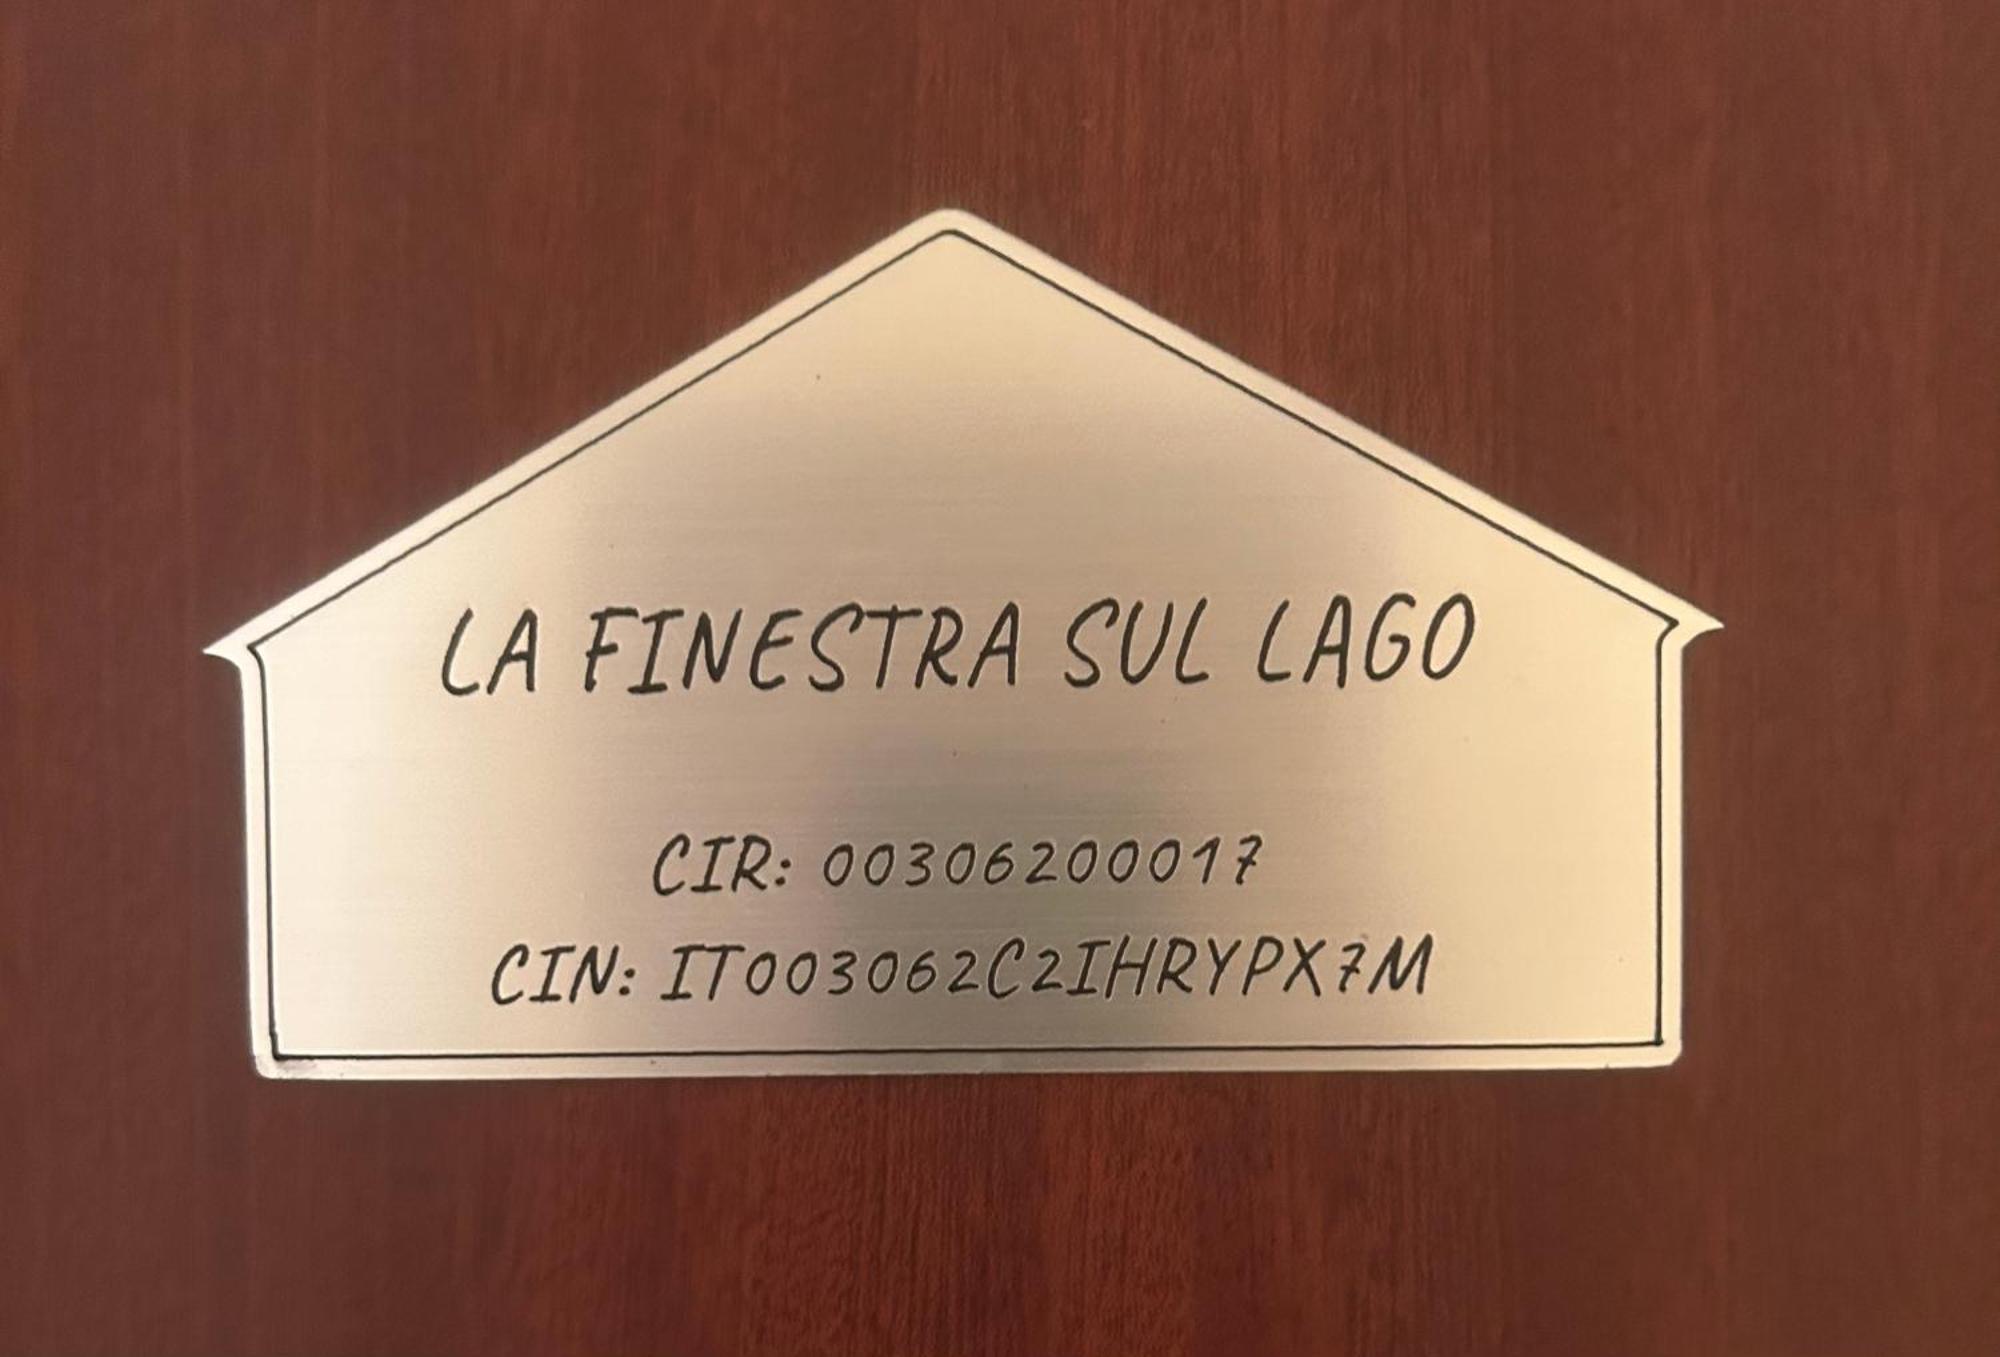 LA FINESTRA SUL LAGO
CIR: 00306200017
CIN: IT003062C2IHRYPX7M